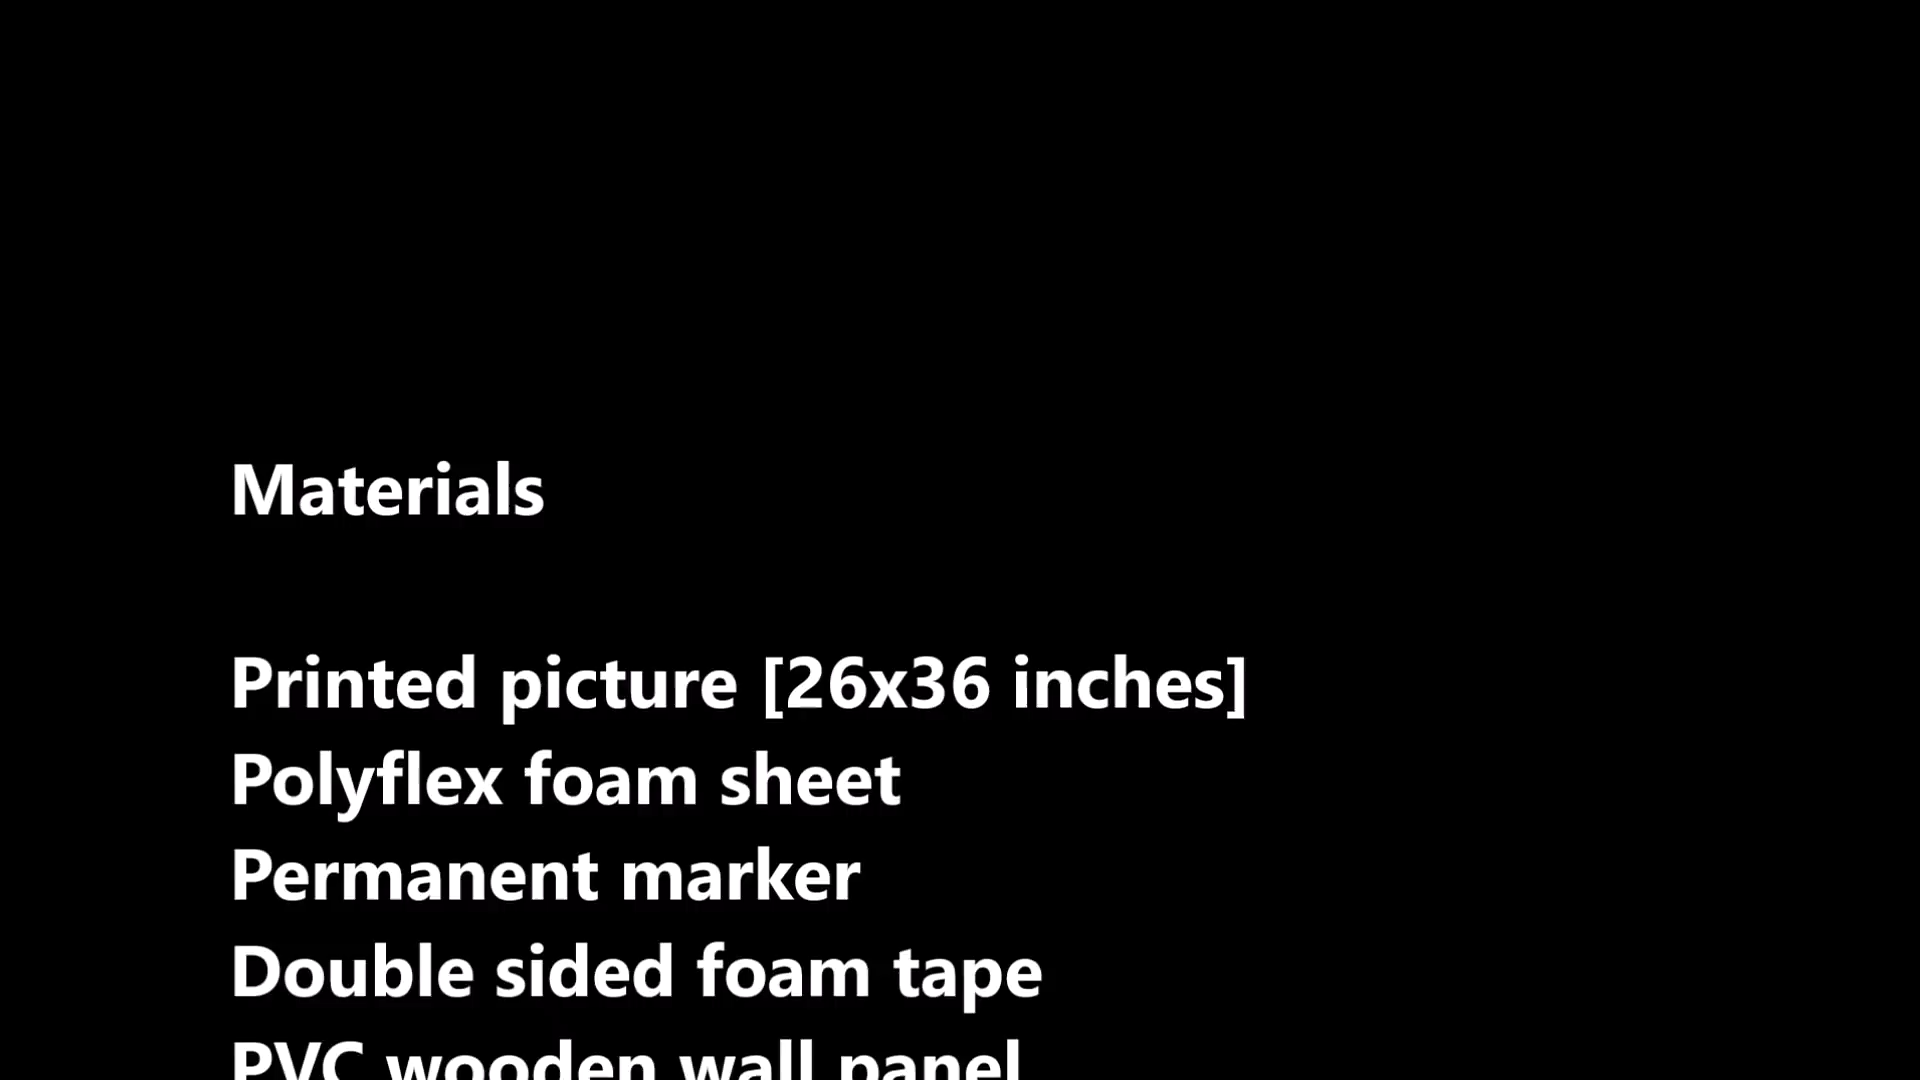 Materials
Printed picture [26x36 inches]
Polyflex foam sheet
Permanent marker
Double sided foam tape
PVC wooden wall panel